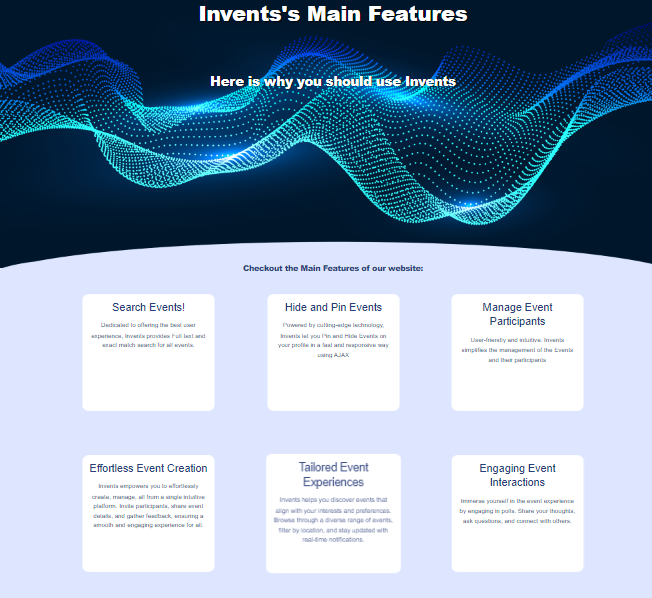 Invents's Main Features
Here is why you should use Invents
Checkout the Main Features of our website:
Search Events!
Dedicated to offering the best user
experience, Invents provides Full text and
exact match search for all events.
Hide and Pin Events
Powered by cutting-edge technology,
Invents let you Pin and Hide Events on
your profile in a fast and responsive way
using AJAX
Manage Event
Participants
User-friendly and intuitive. Invents
simplifies the management of the Events
and their participants
Effortless Event Creation
Invents empowers you to effortlessly
create, manage, all from a single intuitive
platform. Invite participants, share event
details, and gather feedback, ensuring a
smooth and engaging experience for all.
Tailored Event
Experiences
Invents helps you discover events that
align with your interests and preferences.
Browse through a diverse range of events,
filter by location, and stay updated with
real-time notifications.
Engaging Event
Interactions
Immerse yourself in the event experience
by engaging in polls. Share your thoughts,
ask questions, and connect with others.